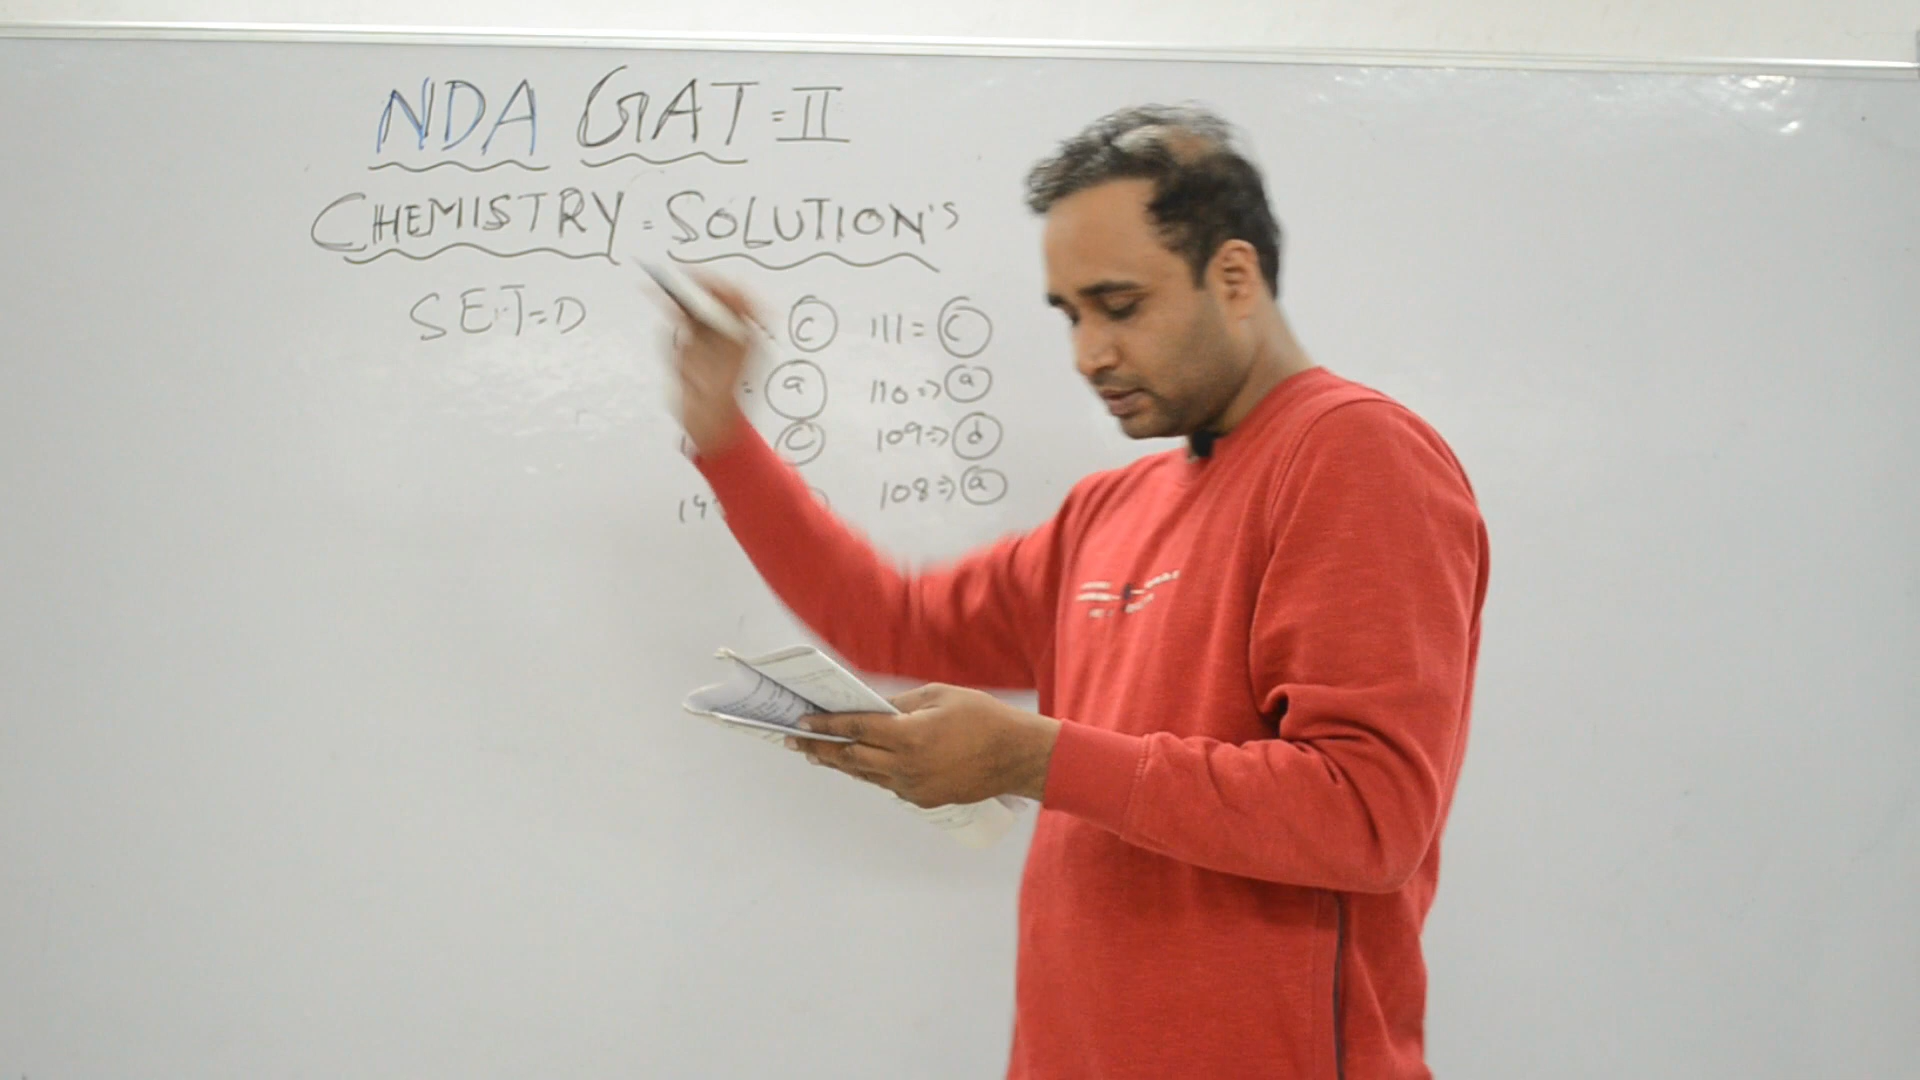 NDA GAT = II
CHEMISTRY = SOLUTION'S
SET = D
c 111 = c
= a 110 => a
c 109 => d
108 => a